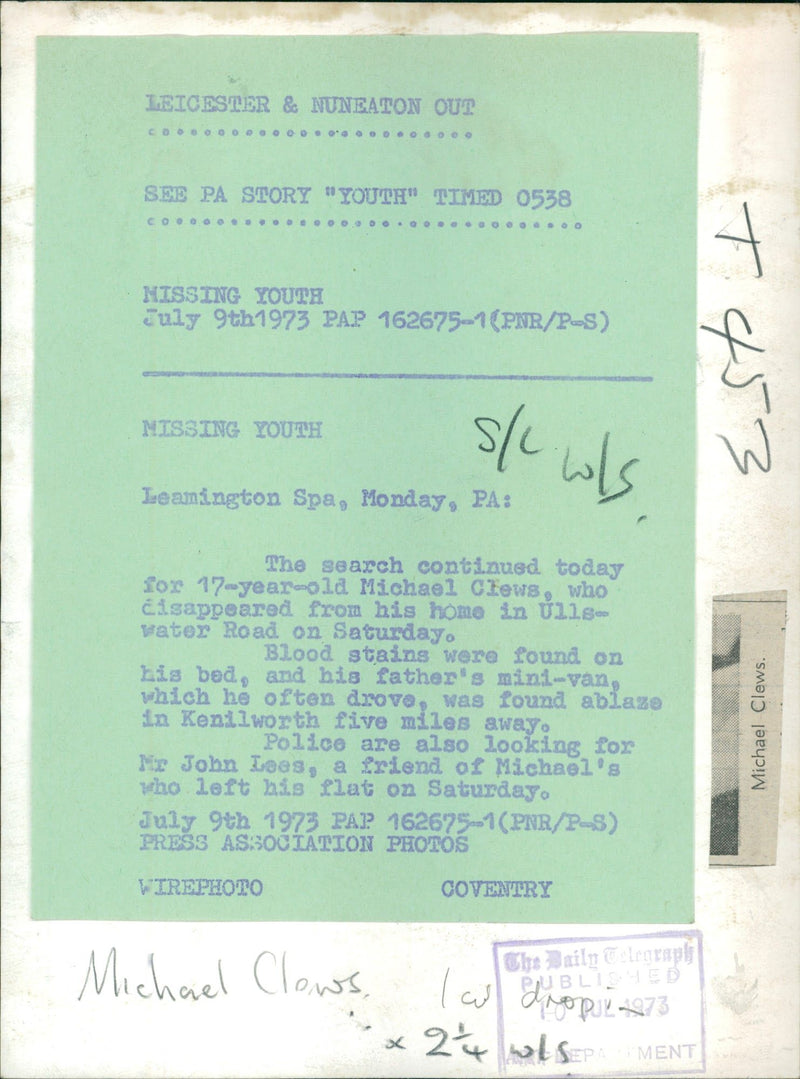 LEICESTER & NUNEATON OUT
SEE PA STORY "YOUTH" TIMED 0538
MISSING YOUTH
July 9th1973 PAP 162675-1(PNR/P-S)
MISSING YOUTH
S/C
w/s.
Leamington Spa, Monday, PA:
The search continued today
for 17-year-old Michael Clews, who
disappeared from his home in Ulls-
water Road on Saturday.
Blood stains were found on
his bed, and his father's mini-van,
which he often drove, was found ablaze
in Kenilworth five miles away.
Police are also looking for
Mr John Lees, a friend of Michael's
who left his flat on Saturday.
July 9th 1973 PAP 162675-1(PNR/P-S)
PRESS ASSOCIATION PHOTOS
WIREPHOTO COVENTRY
453
Michael Clews.
Michael Clews.
drop in
x 2¼ w/s
The Daily Telegraph
PUBLISHED
10 JUL 1973
ART DEPARTMENT